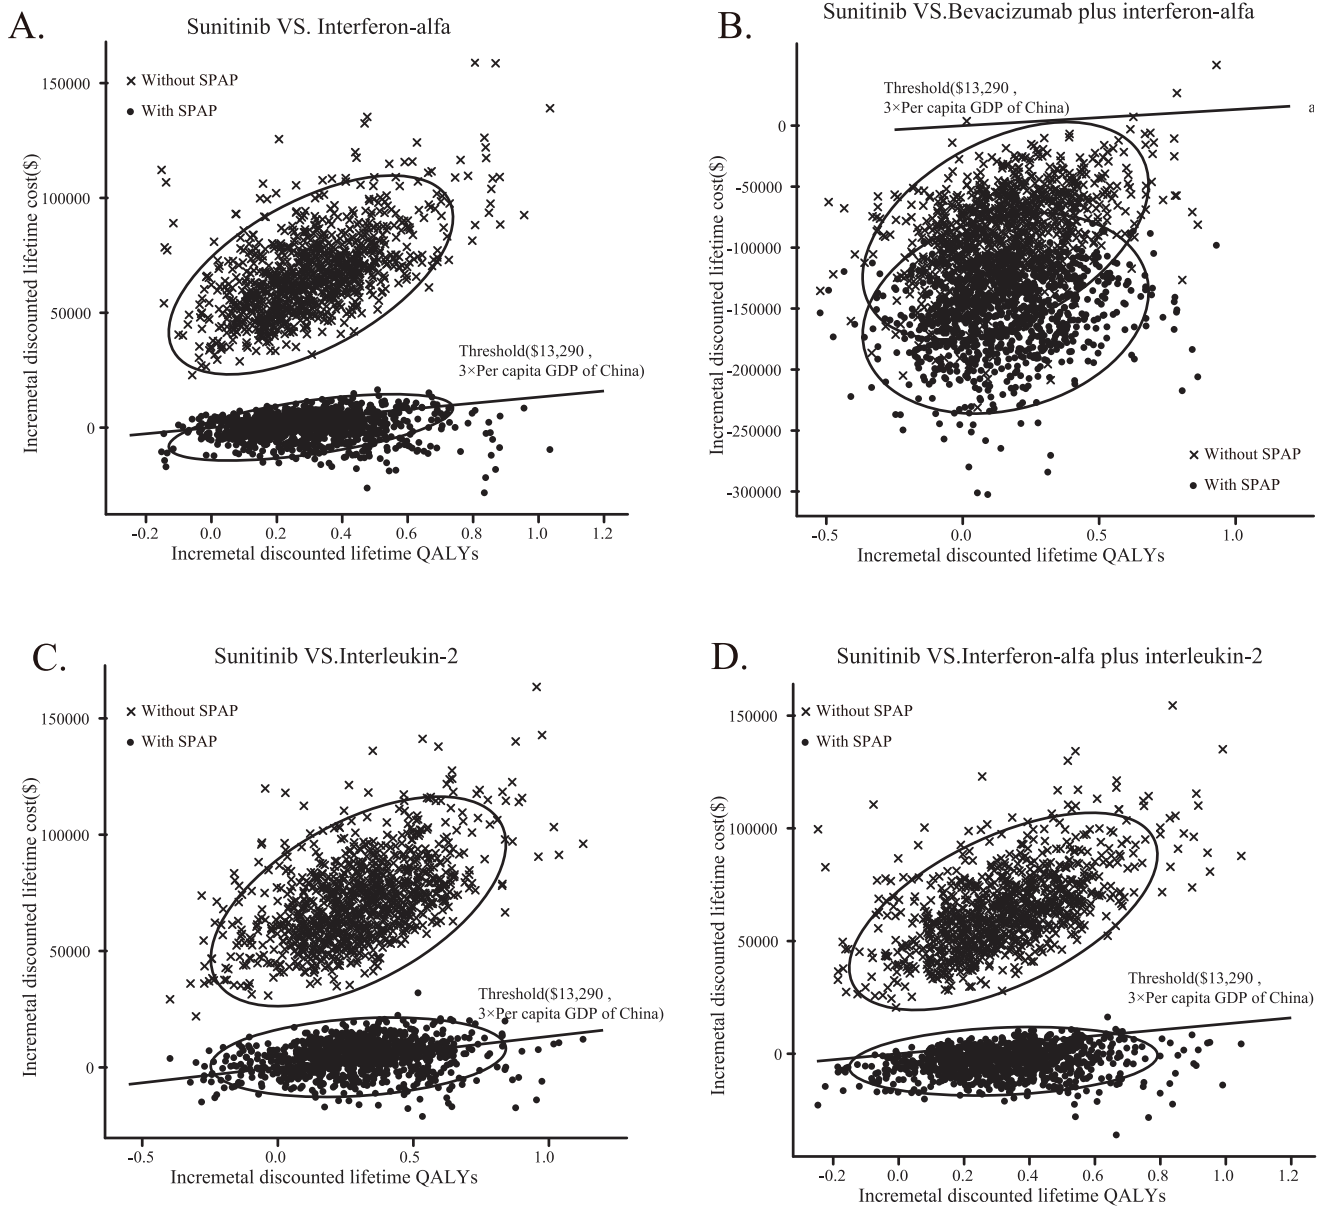 A.
Sunitinib VS. Interferon-alfa
150000
100000
50000
0
Incremetal discounted lifetime cost($)
Without SPAP
With SPAP
Threshold($13,290 ,
3×Per capita GDP of China)
-0.2 0.0 0.2 0.4 0.6 0.8 1.0 1.2
Incremetal discounted lifetime QALYs
B.
Sunitinib VS.Bevacizumab plus interferon-alfa
Threshold($13,290 ,
3×Per capita GDP of China)
a
0
-50000
-100000
-150000
-200000
-250000
-300000
Incremetal discounted lifetime cost($)
Without SPAP
With SPAP
-0.5 0.0 0.5 1.0
Incremetal discounted lifetime QALYs
C.
Sunitinib VS.Interleukin-2
150000
100000
50000
0
Incremetal discounted lifetime cost($)
Without SPAP
With SPAP
Threshold($13,290 ,
3×Per capita GDP of China)
-0.5 0.0 0.5 1.0
Incremetal discounted lifetime QALYs
D.
Sunitinib VS.Interferon-alfa plus interleukin-2
150000
100000
50000
0
Incremetal discounted lifetime cost($)
Without SPAP
With SPAP
Threshold($13,290 ,
3×Per capita GDP of China)
-0.2 0.0 0.2 0.4 0.6 0.8 1.0 1.2
Incremetal discounted lifetime QALYs